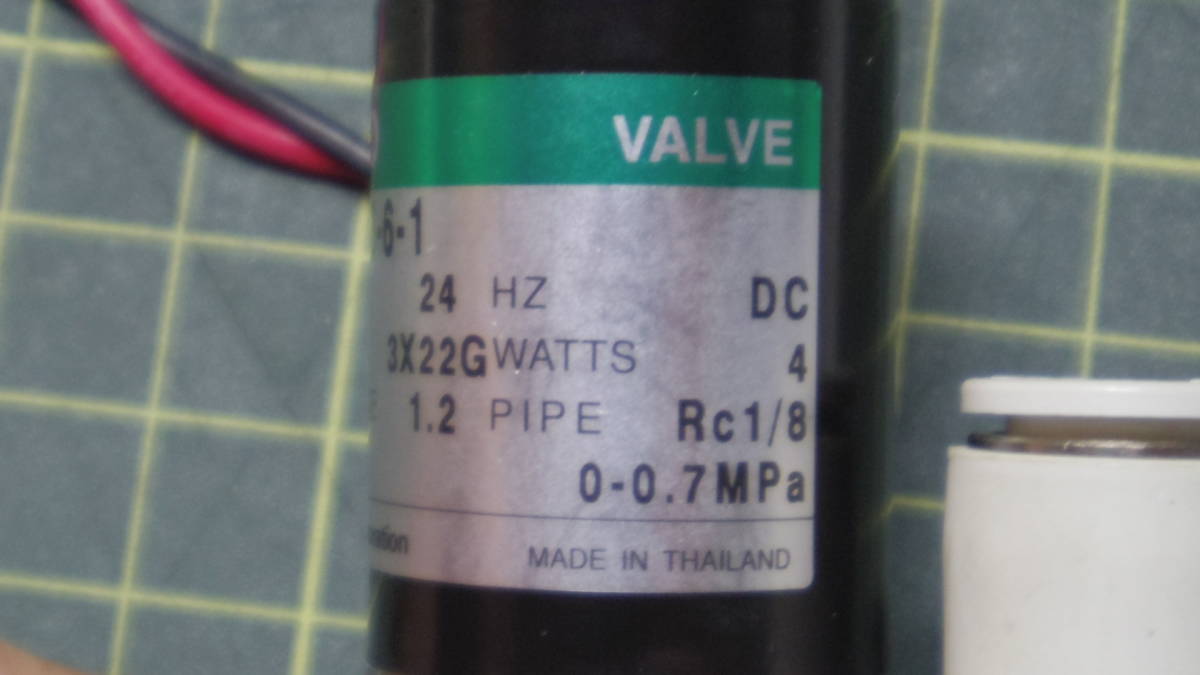 VALVE
-6-1
24 HZ DC
3X22G WATTS 4
1.2 PIPE Rc1/8
0-0.7MPa
MADE IN THAILAND